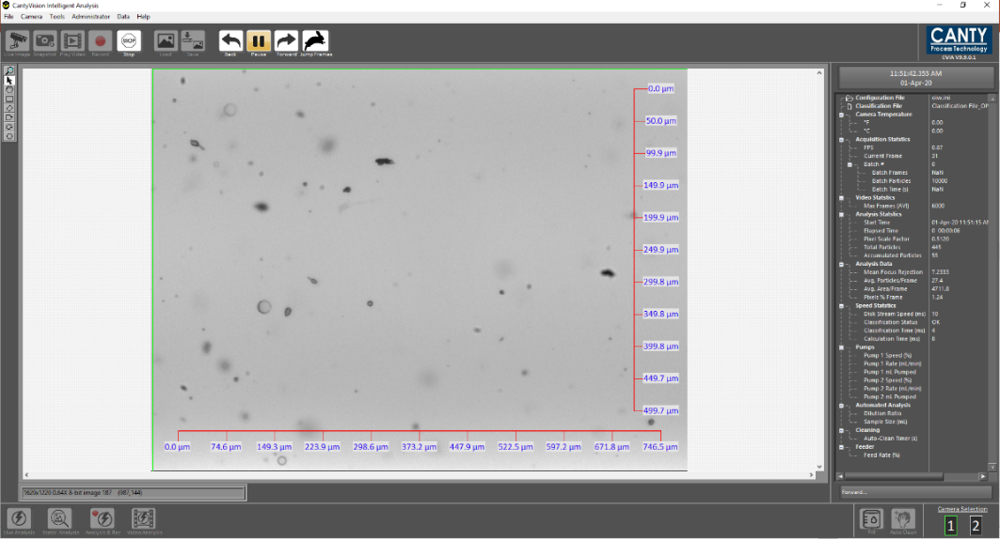 CantyVision Intelligent Analysis
File Camera Tools Administrator Data Help
Live Image Snapshot Play Video Record Stop Load Save Back Pause Forward Jump Frames
STOP
CANTY
Process Technology
CVIA V9.9.0.1
11:51:42.355 AM
01-Apr-20
Configuration File oiw.ini
Classification File Classification File_OP
Camera Temperature
°F 0.00
°C 0.00
Acquisition Statistics
FPS 0.87
Current Frame 31
Batch # 0
Batch Frames NaN
Batch Particles 10000
Batch Time (s) NaN
Video Statistics
Max Frames (AVI) 6000
Analysis Statistics
Start Time 01-Apr-20 11:51:15 AM
Elapsed Time 0 00:00:06
Pixel Scale Factor 0.5120
Total Particles 445
Accumulated Particles 55
Analysis Data
Mean Focus Rejection 7.2333
Avg. Particles/Frame 27.4
Avg. Area/Frame 4711.8
Pixels % Frame 1.24
Speed Statistics
Disk Stream Speed (ms) 10
Classification Status OK
Classification Time (ms) 4
Calculation Time (ms) 8
Pumps
Pump 1 Speed (%)
Pump 1 Rate (mL/min)
Pump 1 mL Pumped
Pump 2 Speed (%)
Pump 2 Rate (mL/min)
Pump 2 mL Pumped
Automated Analysis
Dilution Ratio
Sample Size (mL)
Cleaning
Auto-Clean Timer (s)
Feeder
Feed Rate (%)
0.0 µm
50.0 µm
99.9 µm
149.9 µm
199.9 µm
249.9 µm
299.8 µm
349.8 µm
399.8 µm
449.7 µm
499.7 µm
0.0 µm 74.6 µm 149.3 µm 223.9 µm 298.6 µm 373.2 µm 447.9 µm 522.5 µm 597.2 µm 671.8 µm 746.5 µm
1620x1220 0.64X 8-bit image 187 (987,144)
Forward...
Live Analysis Static Analysis Analysis & Rec Video Analysis
Fill Auto Clean
Camera Selection
1 2